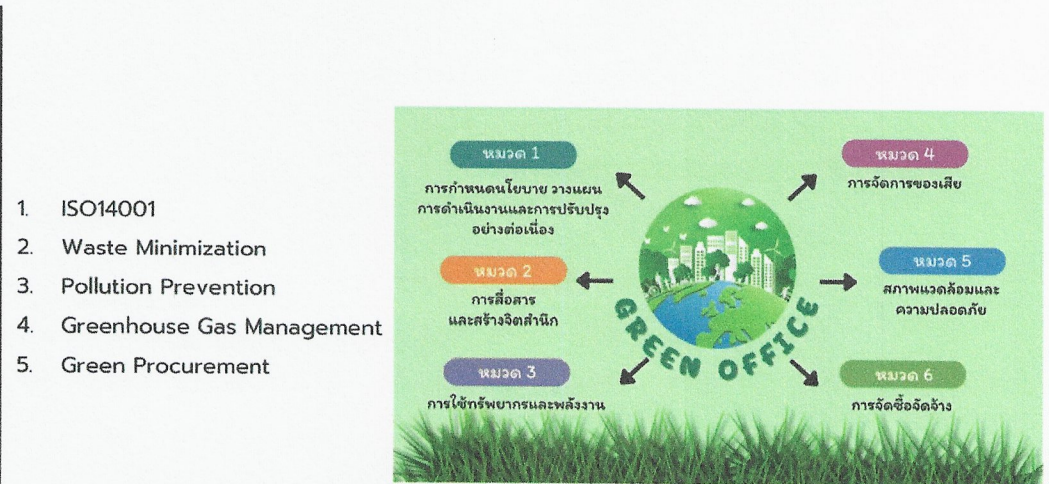 1. ISO14001
2. Waste Minimization
3. Pollution Prevention
4. Greenhouse Gas Management
5. Green Procurement
หมวด 1
การกำหนดนโยบาย วางแผน
การดำเนินงานและการปรับปรุง
อย่างต่อเนื่อง
หมวด 2
การสื่อสาร
และสร้างจิตสำนึก
หมวด 3
การใช้ทรัพยากรและพลังงาน
GREEN OFFICE
หมวด 4
การจัดการของเสีย
หมวด 5
สภาพแวดล้อมและ
ความปลอดภัย
หมวด 6
การจัดซื้อจัดจ้าง